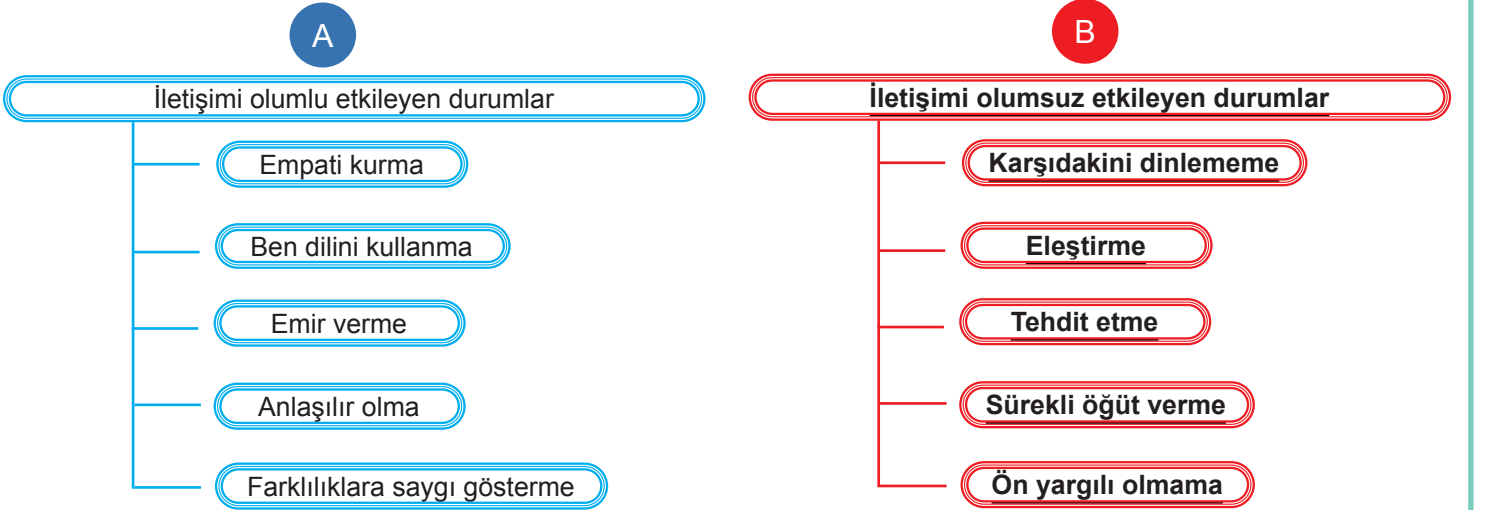 A
İletişimi olumlu etkileyen durumlar
Empati kurma
Ben dilini kullanma
Emir verme
Anlaşılır olma
Farklılıklara saygı gösterme
B
İletişimi olumsuz etkileyen durumlar
Karşıdakini dinlememe
Eleştirme
Tehdit etme
Sürekli öğüt verme
Ön yargılı olmama